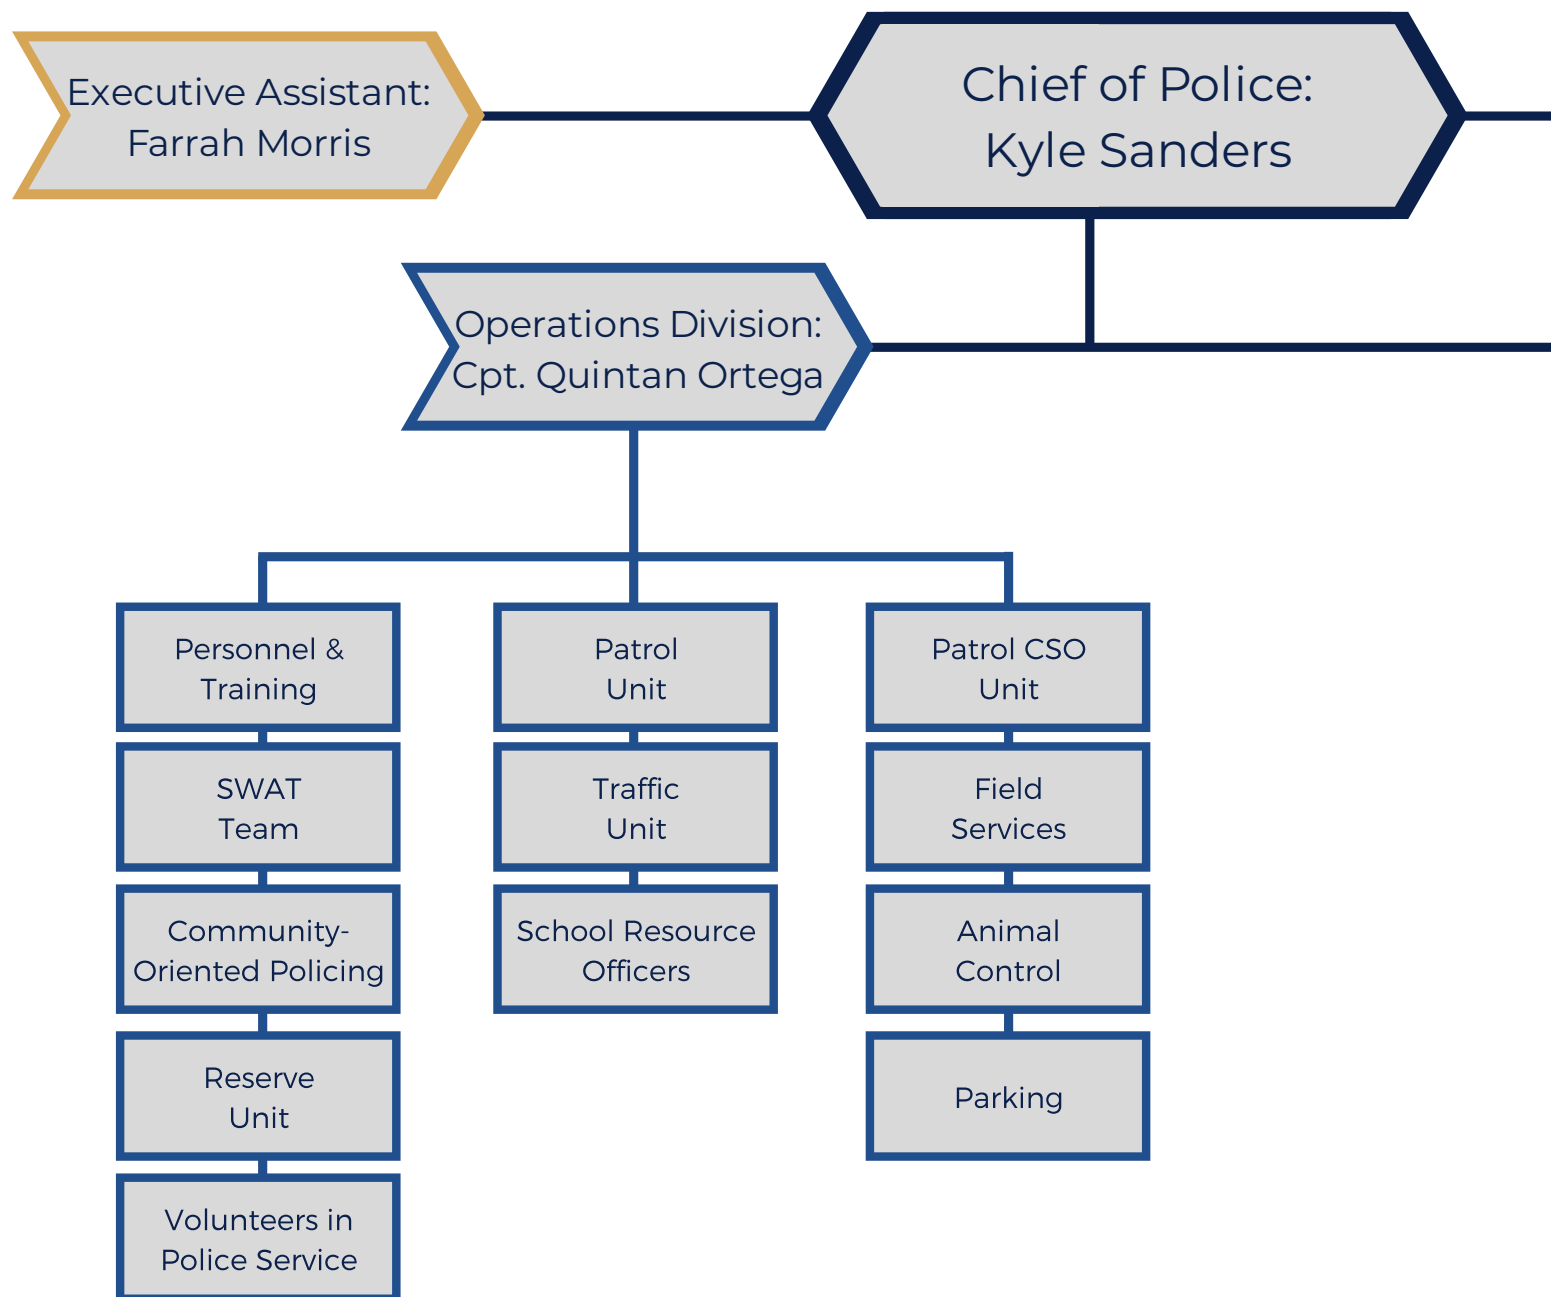 Executive Assistant:
Farrah Morris
Chief of Police:
Kyle Sanders
Operations Division:
Cpt. Quintan Ortega
Personnel &
Training
SWAT
Team
Community-
Oriented Policing
Reserve
Unit
Volunteers in
Police Service
Patrol
Unit
Traffic
Unit
School Resource
Officers
Patrol CSO
Unit
Field
Services
Animal
Control
Parking